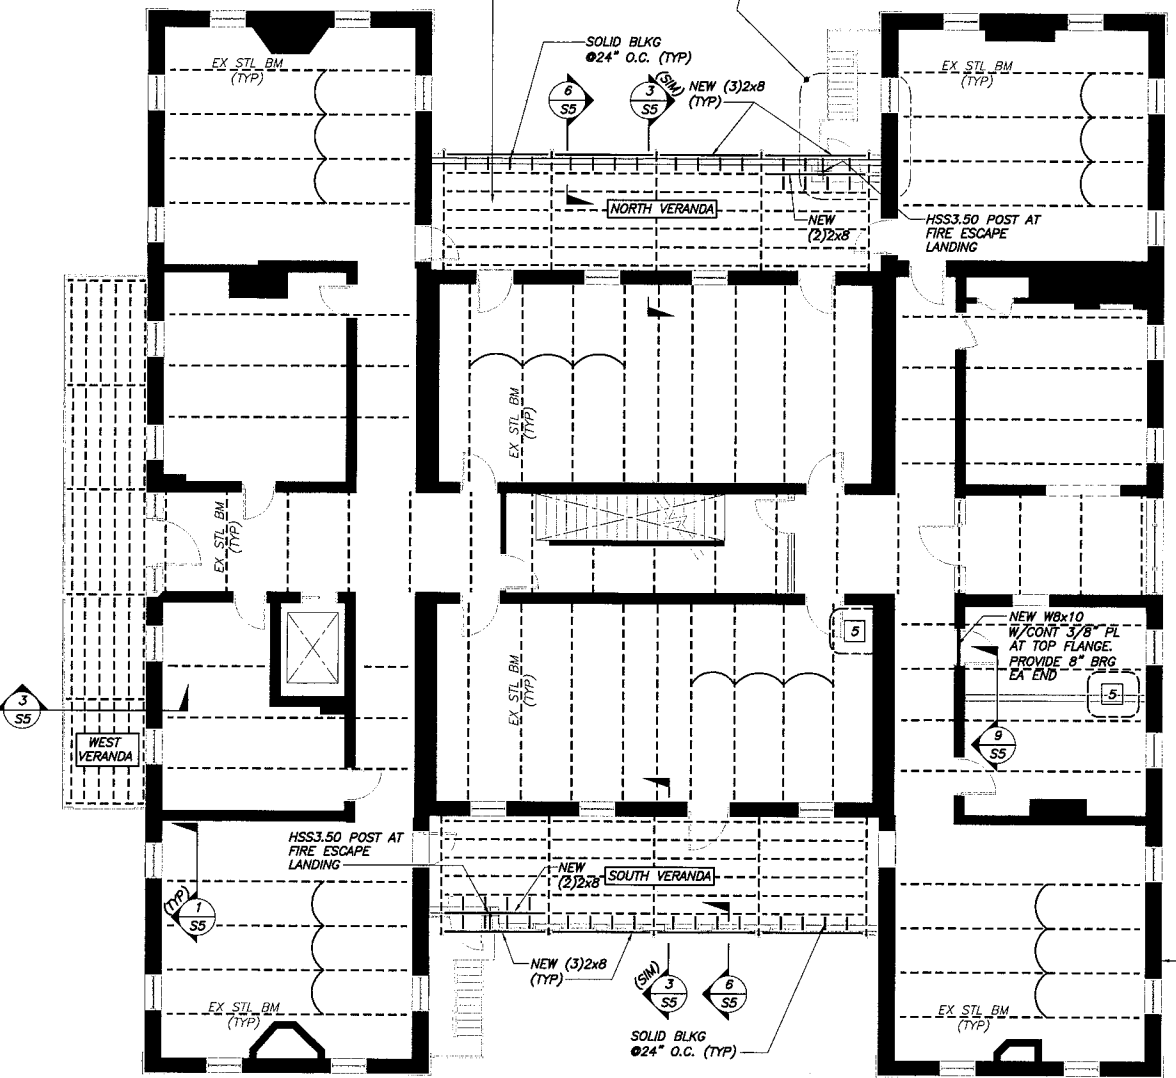 SOLID BLKG
@24" O.C. (TYP)
EX STL BM
(TYP)
EX STL BM
(TYP)
6
S5
3
S5
(SIM)
NEW (3)2x8
(TYP)
NORTH VERANDA
NEW
(2)2x8
HSS3.50 POST AT
FIRE ESCAPE
LANDING
EX STL BM
(TYP)
EX STL BM
(TYP)
NEW W8x10
W/CONT 3/8" PL
AT TOP FLANGE.
PROVIDE 8" BRG
EA END
5
5
EX STL BM
(TYP)
3
S5
WEST
VERANDA
9
S5
HSS3.50 POST AT
FIRE ESCAPE
LANDING
NEW
(2)2x8
SOUTH VERANDA
(TYP)
1
S5
NEW (3)2x8
(TYP)
(SIM)
3
S5
6
S5
EX STL BM
(TYP)
EX STL BM
(TYP)
SOLID BLKG
@24" O.C. (TYP)